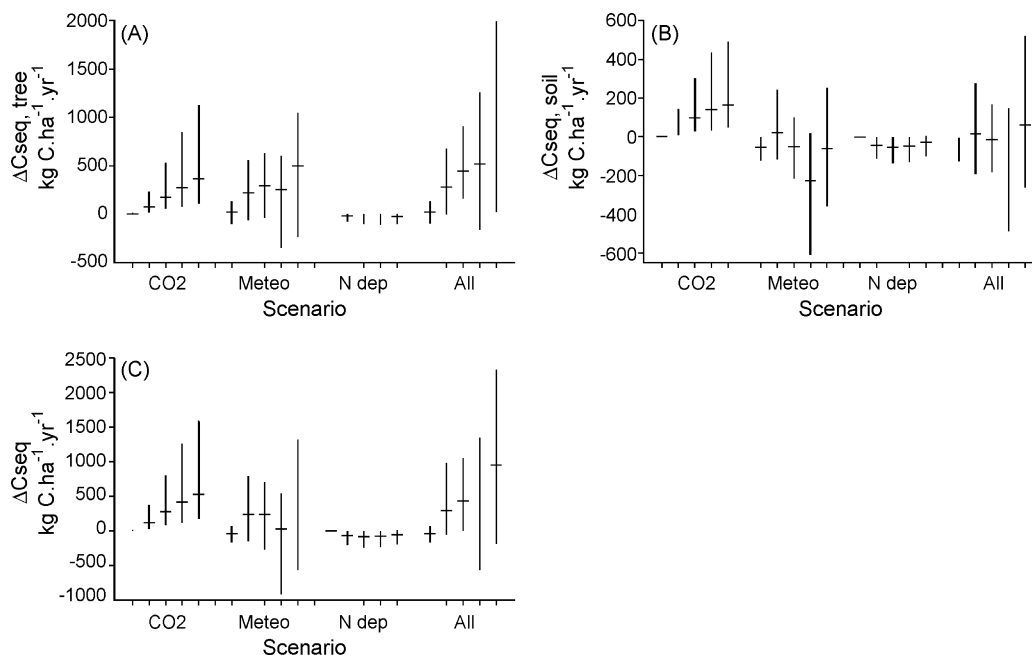 (A)
ΔCseq, tree
kg C.ha-1.yr-1
2000
1500
1000
500
0
-500
CO2 Meteo N dep All
Scenario
(B)
ΔCseq, soil
kg C.ha-1.yr-1
600
400
200
0
-200
-400
-600
CO2 Meteo N dep All
Scenario
(C)
ΔCseq
kg C.ha-1.yr-1
2500
2000
1500
1000
500
0
-500
-1000
CO2 Meteo N dep All
Scenario